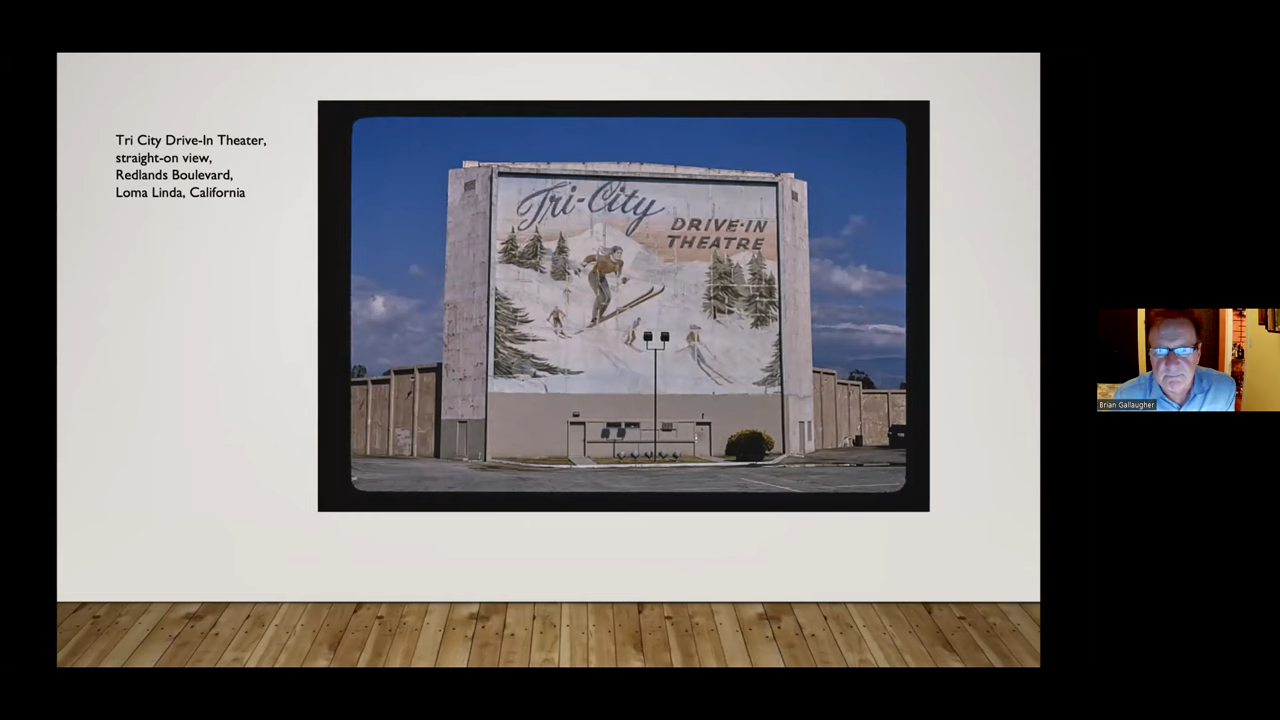 Tri City Drive-In Theater,
straight-on view,
Redlands Boulevard,
Loma Linda, California
Tri-City
DRIVE-IN
THEATRE
Brian Gallaugher